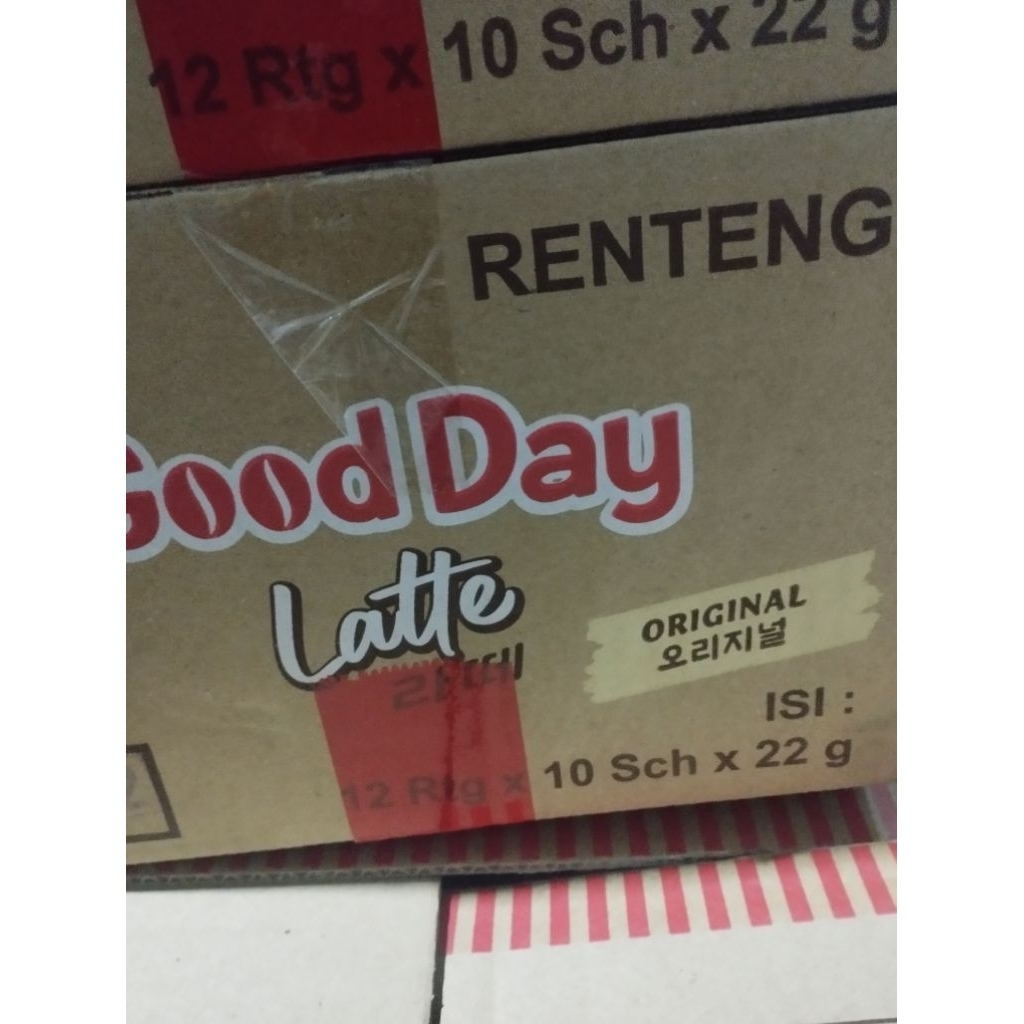 12 Rtg x 10 Sch x 22 g
RENTENG
Good Day
Latte
라떼
ORIGINAL
오리지널
ISI :
12 Rtg x 10 Sch x 22 g